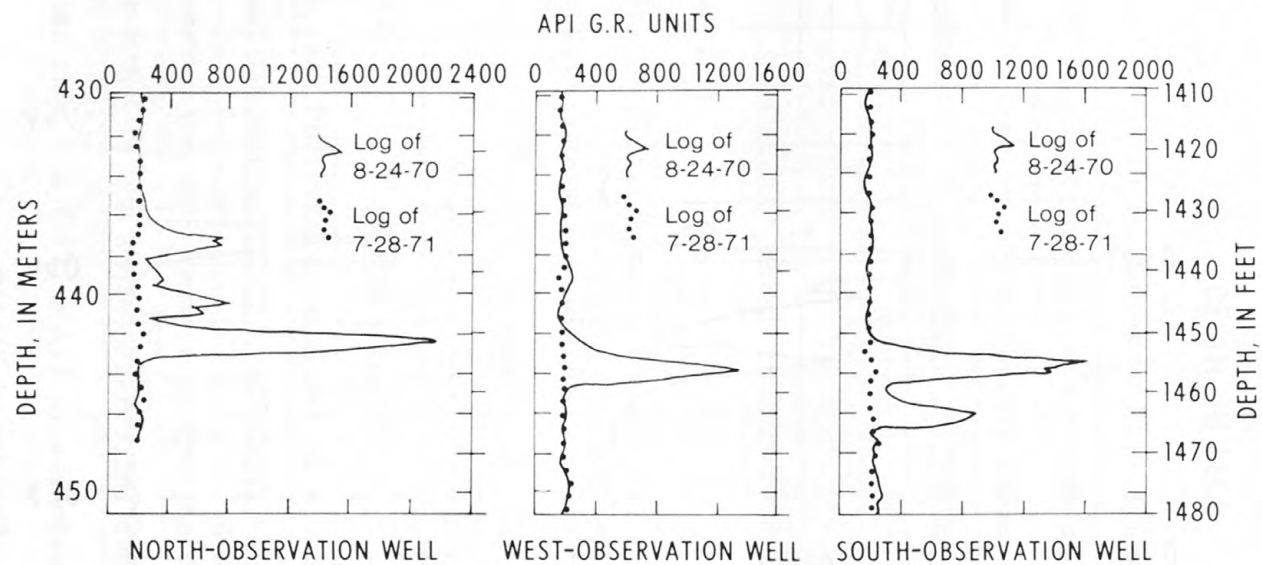 API G.R. UNITS
0 400 800 1200 1600 2000 2400
0 400 800 1200 1600
0 400 800 1200 1600 2000
430
440
450
DEPTH, IN METERS
Log of
8-24-70
Log of
7-28-71
Log of
8-24-70
Log of
7-28-71
Log of
8-24-70
Log of
7-28-71
1410
1420
1430
1440
1450
1460
1470
1480
DEPTH, IN FEET
NORTH-OBSERVATION WELL
WEST-OBSERVATION WELL
SOUTH-OBSERVATION WELL